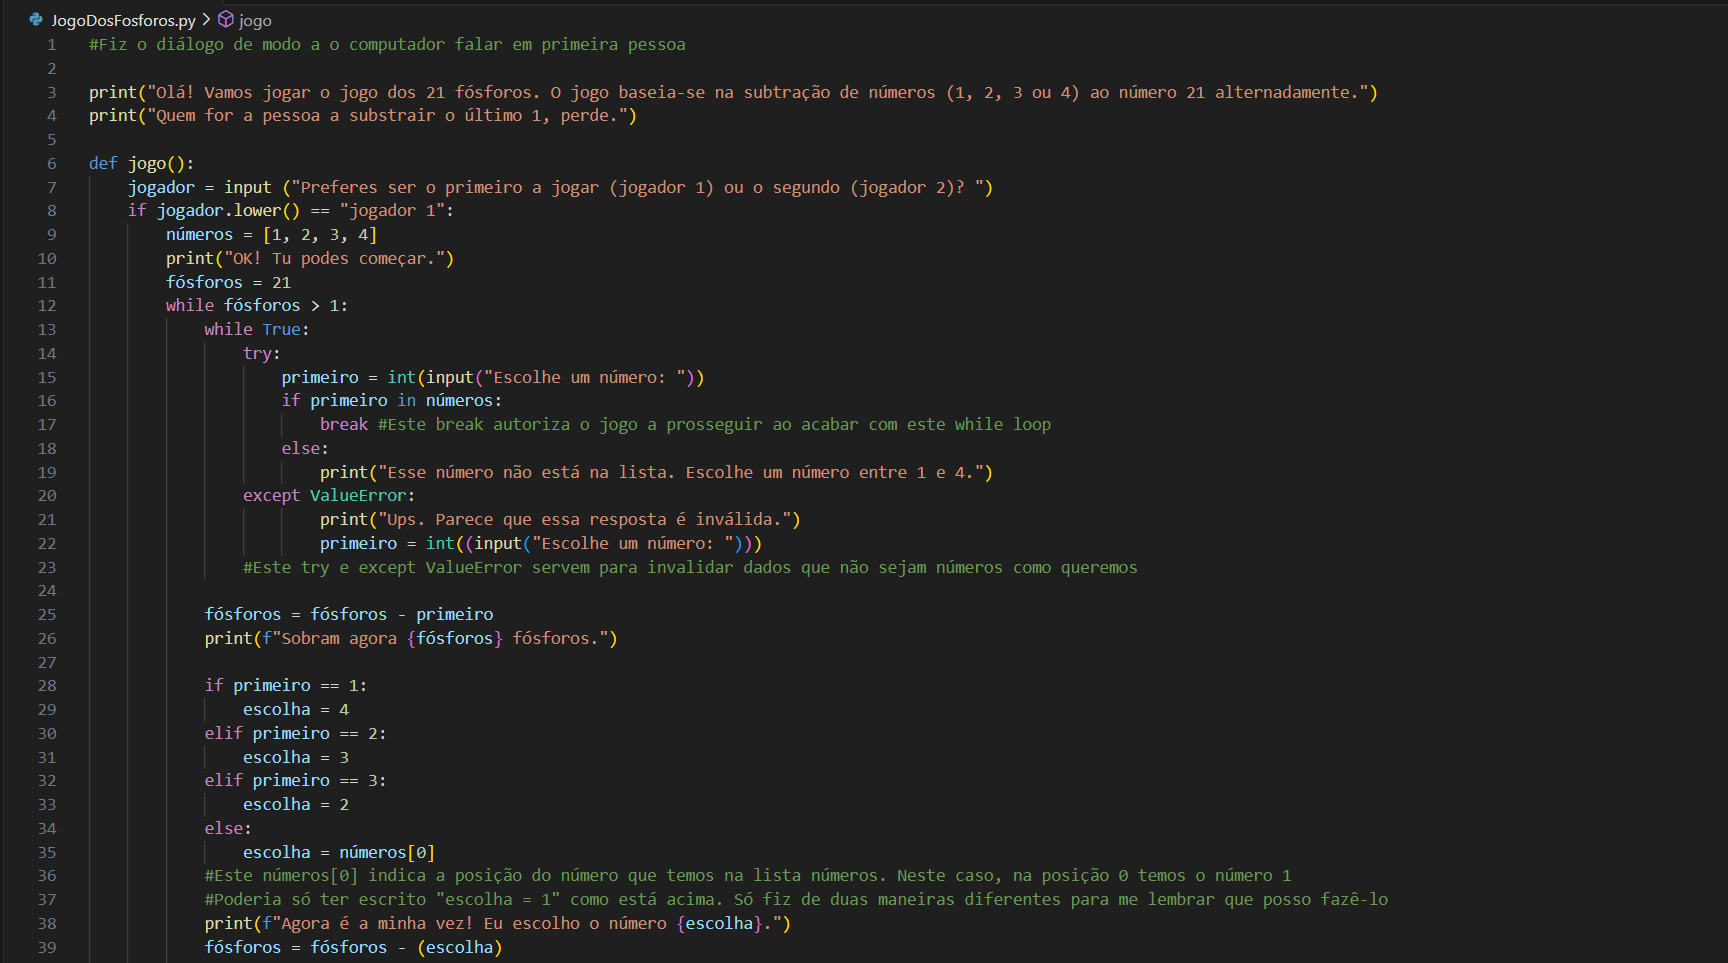 JogoDosFosforos.py > jogo
1 #Fiz o diálogo de modo a o computador falar em primeira pessoa
2
3 print("Olá! Vamos jogar o jogo dos 21 fósforos. O jogo baseia-se na subtração de números (1, 2, 3 ou 4) ao número 21 alternadamente.")
4 print("Quem for a pessoa a substrair o último 1, perde.")
5
6 def jogo():
7     jogador = input ("Preferes ser o primeiro a jogar (jogador 1) ou o segundo (jogador 2)? ")
8     if jogador.lower() == "jogador 1":
9         números = [1, 2, 3, 4]
10         print("OK! Tu podes começar.")
11         fósforos = 21
12         while fósforos > 1:
13             while True:
14                 try:
15                     primeiro = int(input("Escolhe um número: "))
16                     if primeiro in números:
17                         break #Este break autoriza o jogo a prosseguir ao acabar com este while loop
18                     else:
19                         print("Esse número não está na lista. Escolhe um número entre 1 e 4.")
20                 except ValueError:
21                         print("Ups. Parece que essa resposta é inválida.")
22                         primeiro = int((input("Escolhe um número: ")))
23                 #Este try e except ValueError servem para invalidar dados que não sejam números como queremos
24
25             fósforos = fósforos - primeiro
26             print(f"Sobram agora {fósforos} fósforos.")
27
28             if primeiro == 1:
29                 escolha = 4
30             elif primeiro == 2:
31                 escolha = 3
32             elif primeiro == 3:
33                 escolha = 2
34             else:
35                 escolha = números[0]
36             #Este números[0] indica a posição do número que temos na lista números. Neste caso, na posição 0 temos o número 1
37             #Poderia só ter escrito "escolha = 1" como está acima. Só fiz de duas maneiras diferentes para me lembrar que posso fazê-lo
38             print(f"Agora é a minha vez! Eu escolho o número {escolha}.")
39             fósforos = fósforos - (escolha)